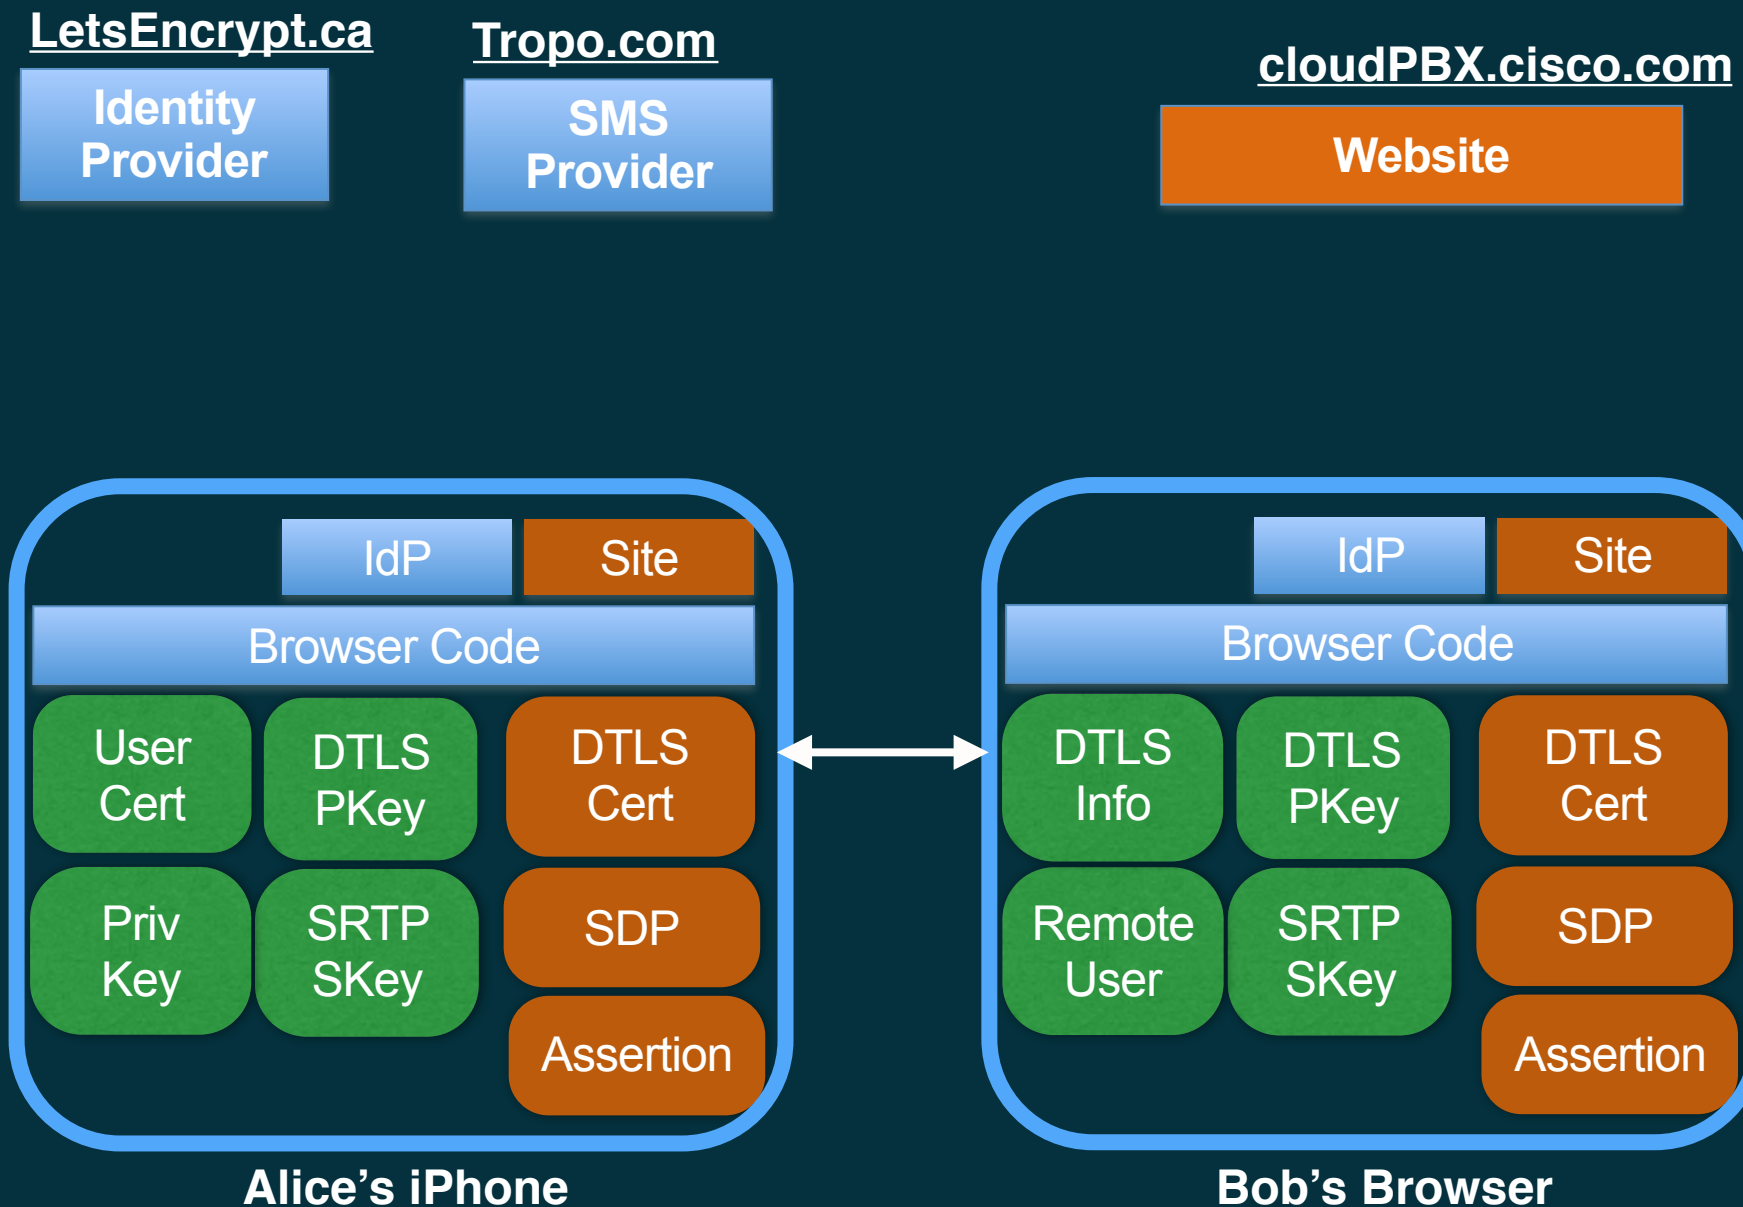 LetsEncrypt.ca
Identity
Provider
Tropo.com
SMS
Provider
cloudPBX.cisco.com
Website
IdP
Site
Browser Code
User
Cert
DTLS
PKey
DTLS
Cert
Priv
Key
SRTP
SKey
SDP
Assertion
Alice's iPhone
IdP
Site
Browser Code
DTLS
Info
DTLS
PKey
DTLS
Cert
Remote
User
SRTP
SKey
SDP
Assertion
Bob's Browser